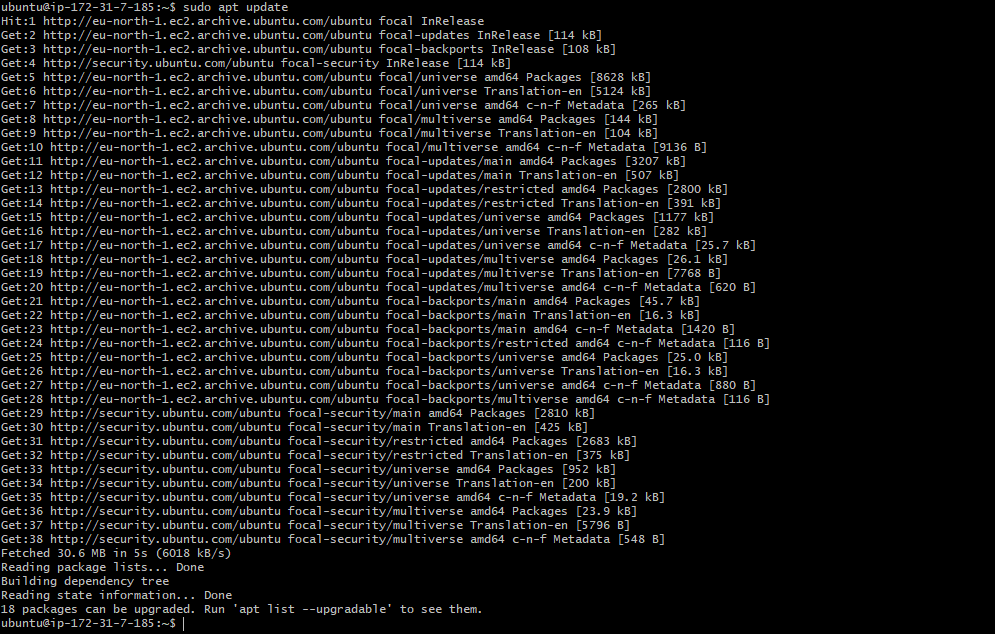 ubuntu@ip-172-31-7-185:~$ sudo apt update
Hit:1 http://eu-north-1.ec2.archive.ubuntu.com/ubuntu focal InRelease
Get:2 http://eu-north-1.ec2.archive.ubuntu.com/ubuntu focal-updates InRelease [114 kB]
Get:3 http://eu-north-1.ec2.archive.ubuntu.com/ubuntu focal-backports InRelease [108 kB]
Get:4 http://security.ubuntu.com/ubuntu focal-security InRelease [114 kB]
Get:5 http://eu-north-1.ec2.archive.ubuntu.com/ubuntu focal/universe amd64 Packages [8628 kB]
Get:6 http://eu-north-1.ec2.archive.ubuntu.com/ubuntu focal/universe Translation-en [5124 kB]
Get:7 http://eu-north-1.ec2.archive.ubuntu.com/ubuntu focal/universe amd64 c-n-f Metadata [265 kB]
Get:8 http://eu-north-1.ec2.archive.ubuntu.com/ubuntu focal/multiverse amd64 Packages [144 kB]
Get:9 http://eu-north-1.ec2.archive.ubuntu.com/ubuntu focal/multiverse Translation-en [104 kB]
Get:10 http://eu-north-1.ec2.archive.ubuntu.com/ubuntu focal/multiverse amd64 c-n-f Metadata [9136 B]
Get:11 http://eu-north-1.ec2.archive.ubuntu.com/ubuntu focal-updates/main amd64 Packages [3207 kB]
Get:12 http://eu-north-1.ec2.archive.ubuntu.com/ubuntu focal-updates/main Translation-en [507 kB]
Get:13 http://eu-north-1.ec2.archive.ubuntu.com/ubuntu focal-updates/restricted amd64 Packages [2800 kB]
Get:14 http://eu-north-1.ec2.archive.ubuntu.com/ubuntu focal-updates/restricted Translation-en [391 kB]
Get:15 http://eu-north-1.ec2.archive.ubuntu.com/ubuntu focal-updates/universe amd64 Packages [1177 kB]
Get:16 http://eu-north-1.ec2.archive.ubuntu.com/ubuntu focal-updates/universe Translation-en [282 kB]
Get:17 http://eu-north-1.ec2.archive.ubuntu.com/ubuntu focal-updates/universe amd64 c-n-f Metadata [25.7 kB]
Get:18 http://eu-north-1.ec2.archive.ubuntu.com/ubuntu focal-updates/multiverse amd64 Packages [26.1 kB]
Get:19 http://eu-north-1.ec2.archive.ubuntu.com/ubuntu focal-updates/multiverse Translation-en [7768 B]
Get:20 http://eu-north-1.ec2.archive.ubuntu.com/ubuntu focal-updates/multiverse amd64 c-n-f Metadata [620 B]
Get:21 http://eu-north-1.ec2.archive.ubuntu.com/ubuntu focal-backports/main amd64 Packages [45.7 kB]
Get:22 http://eu-north-1.ec2.archive.ubuntu.com/ubuntu focal-backports/main Translation-en [16.3 kB]
Get:23 http://eu-north-1.ec2.archive.ubuntu.com/ubuntu focal-backports/main amd64 c-n-f Metadata [1420 B]
Get:24 http://eu-north-1.ec2.archive.ubuntu.com/ubuntu focal-backports/restricted amd64 c-n-f Metadata [116 B]
Get:25 http://eu-north-1.ec2.archive.ubuntu.com/ubuntu focal-backports/universe amd64 Packages [25.0 kB]
Get:26 http://eu-north-1.ec2.archive.ubuntu.com/ubuntu focal-backports/universe Translation-en [16.3 kB]
Get:27 http://eu-north-1.ec2.archive.ubuntu.com/ubuntu focal-backports/universe amd64 c-n-f Metadata [880 B]
Get:28 http://eu-north-1.ec2.archive.ubuntu.com/ubuntu focal-backports/multiverse amd64 c-n-f Metadata [116 B]
Get:29 http://security.ubuntu.com/ubuntu focal-security/main amd64 Packages [2810 kB]
Get:30 http://security.ubuntu.com/ubuntu focal-security/main Translation-en [425 kB]
Get:31 http://security.ubuntu.com/ubuntu focal-security/restricted amd64 Packages [2683 kB]
Get:32 http://security.ubuntu.com/ubuntu focal-security/restricted Translation-en [375 kB]
Get:33 http://security.ubuntu.com/ubuntu focal-security/universe amd64 Packages [952 kB]
Get:34 http://security.ubuntu.com/ubuntu focal-security/universe Translation-en [200 kB]
Get:35 http://security.ubuntu.com/ubuntu focal-security/universe amd64 c-n-f Metadata [19.2 kB]
Get:36 http://security.ubuntu.com/ubuntu focal-security/multiverse amd64 Packages [23.9 kB]
Get:37 http://security.ubuntu.com/ubuntu focal-security/multiverse Translation-en [5796 B]
Get:38 http://security.ubuntu.com/ubuntu focal-security/multiverse amd64 c-n-f Metadata [548 B]
Fetched 30.6 MB in 5s (6018 kB/s)
Reading package lists... Done
Building dependency tree
Reading state information... Done
18 packages can be upgraded. Run 'apt list --upgradable' to see them.
ubuntu@ip-172-31-7-185:~$